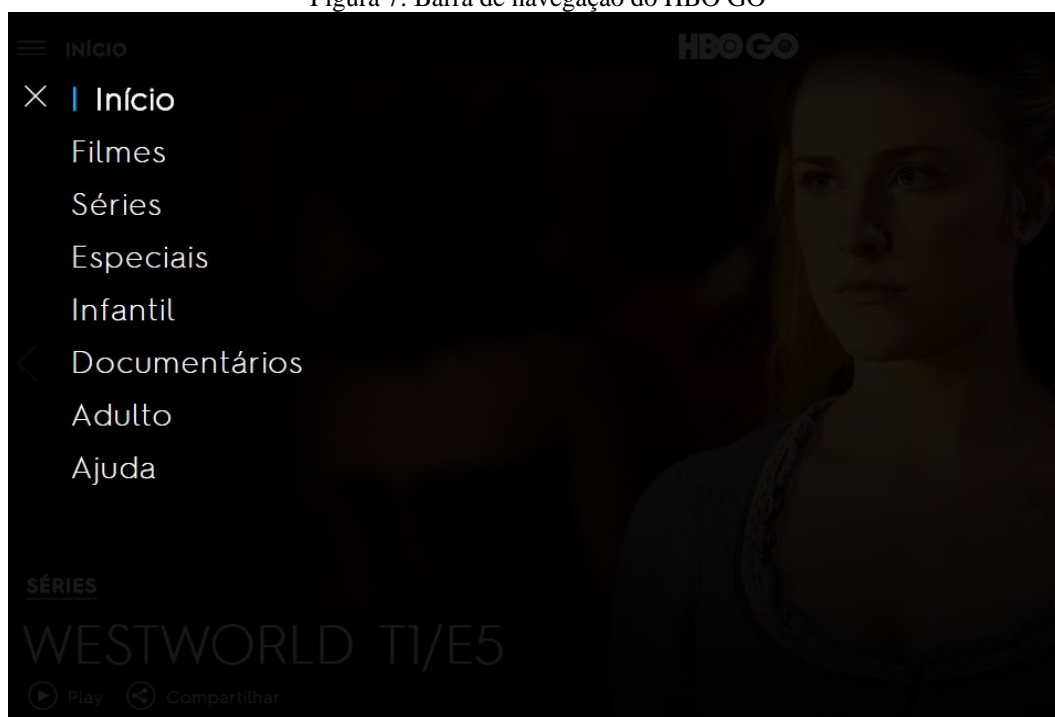 Figura 7: Barra de navegação do HBO GO
INÍCIO
HBO GO
Início
Filmes
Séries
Especiais
Infantil
Documentários
Adulto
Ajuda
SÉRIES
WESTWORLD T1/E5
Play Compartilhar